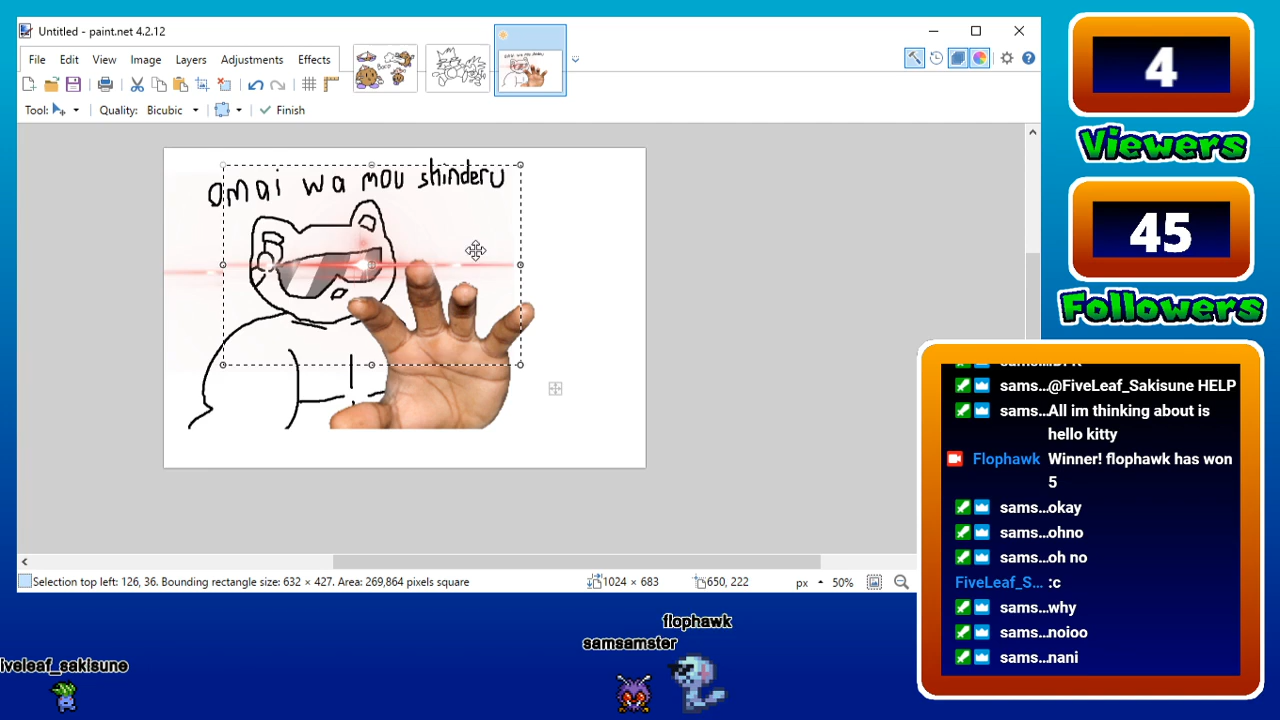 Untitled - paint.net 4.2.12
File Edit View Image Layers Adjustments Effects
Tool: Quality: Bicubic Finish
omai wa mou shinderu
Selection top left: 126, 36. Bounding rectangle size: 632 × 427. Area: 269,864 pixels square
1024 × 683
650, 222
px
50%
4
Viewers
45
Followers
sams...@FiveLeaf_Sakisune HELP
sams...All im thinking about is
hello kitty
Flophawk Winner! flophawk has won
5
sams...okay
sams...ohno
sams...oh no
FiveLeaf_S... :c
sams...why
sams...noioo
sams...nani
flophawk
samsamster
iveleaf_sakisune